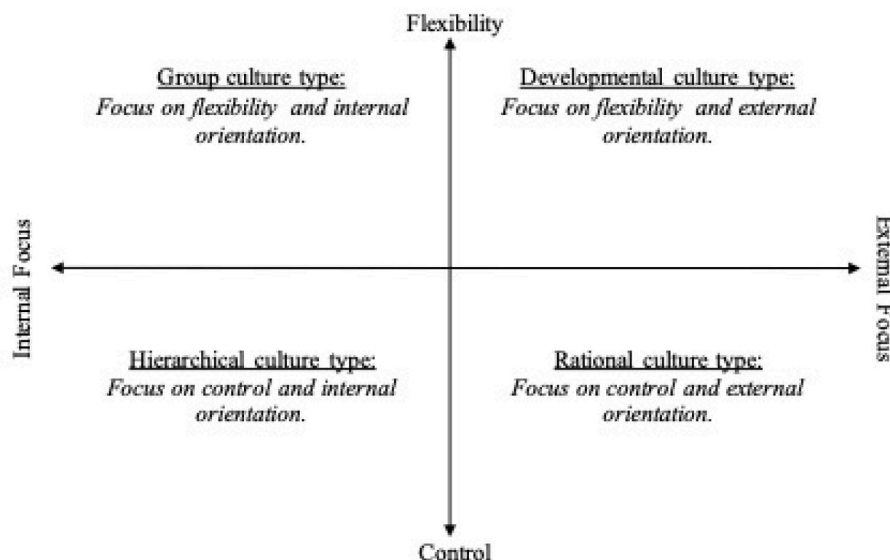 Flexibility
Group culture type:
Focus on flexibility and internal
orientation.
Developmental culture type:
Focus on flexibility and external
orientation.
Internal Focus
External Focus
Hierarchical culture type:
Focus on control and internal
orientation.
Rational culture type:
Focus on control and external
orientation.
Control